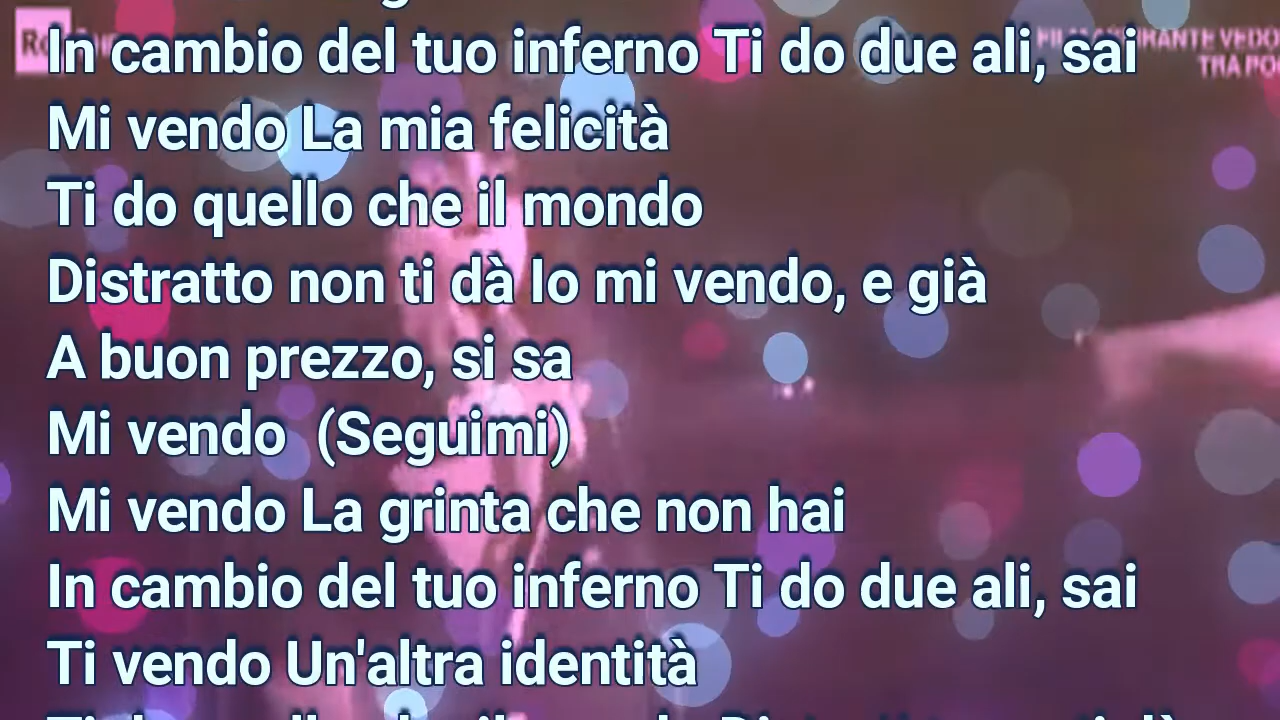 In cambio del tuo inferno Ti do due ali, sai
Mi vendo La mia felicità
Ti do quello che il mondo
Distratto non ti dà Io mi vendo, e già
A buon prezzo, si sa
Mi vendo  (Seguimi)
Mi vendo La grinta che non hai
In cambio del tuo inferno Ti do due ali, sai
Ti vendo Un'altra identità